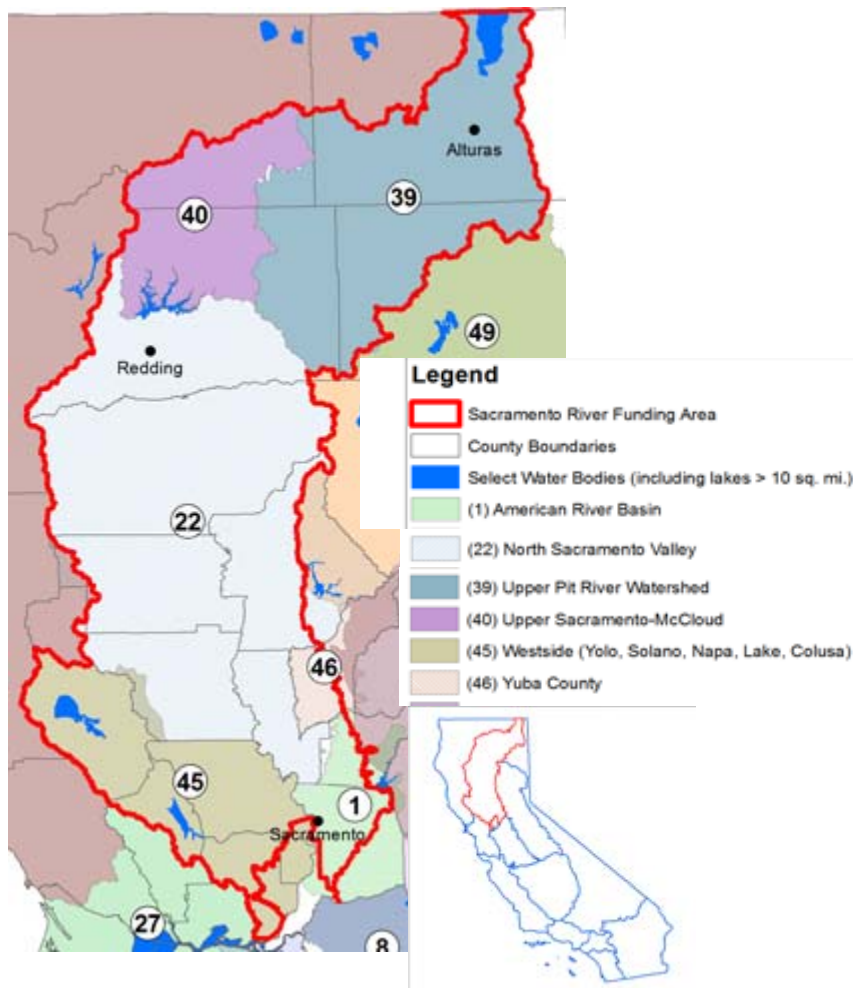 Alturas
39
40
49
Redding
Legend
Sacramento River Funding Area
County Boundaries
Select Water Bodies (including lakes > 10 sq. mi.)
(1) American River Basin
22
(22) North Sacramento Valley
(39) Upper Pit River Watershed
(40) Upper Sacramento-McCloud
(45) Westside (Yolo, Solano, Napa, Lake, Colusa)
46
(46) Yuba County
45
1
Sacramento
27
8